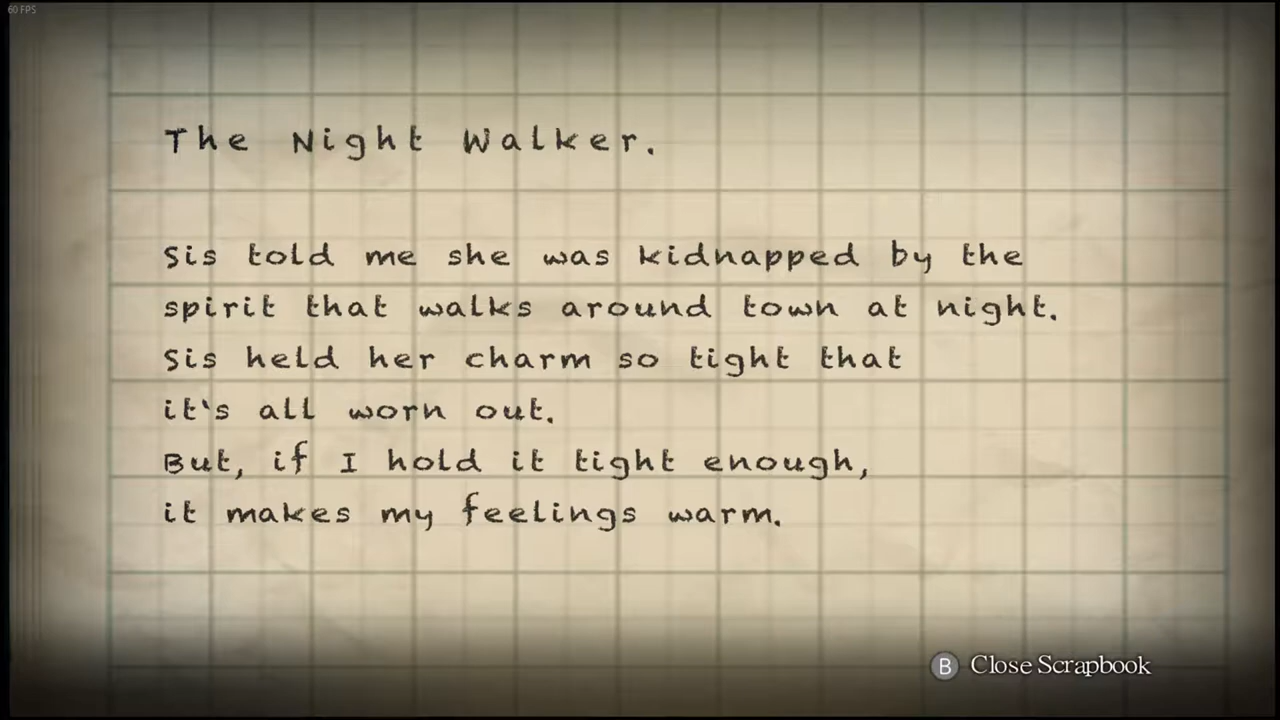 60 FPS
The Night Walker.
Sis told me she was kidnapped by the
spirit that walks around town at night.
Sis held her charm so tight that
it's all worn out.
But, if I hold it tight enough,
it makes my feelings warm.
B Close Scrapbook